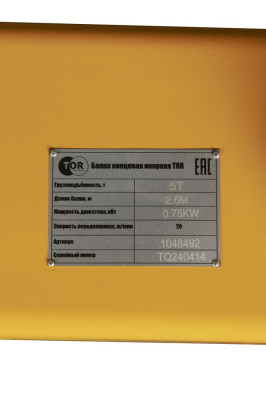 TOR Балка концевая опорная TOR EAC
Грузоподъёмность, т 5T
Длина балки, м 2.6M
Мощность двигателя, кВт 0.75KW
Скорость передвижения, м/мин 20
Артикул 1048492
Серийный номер TQ240414